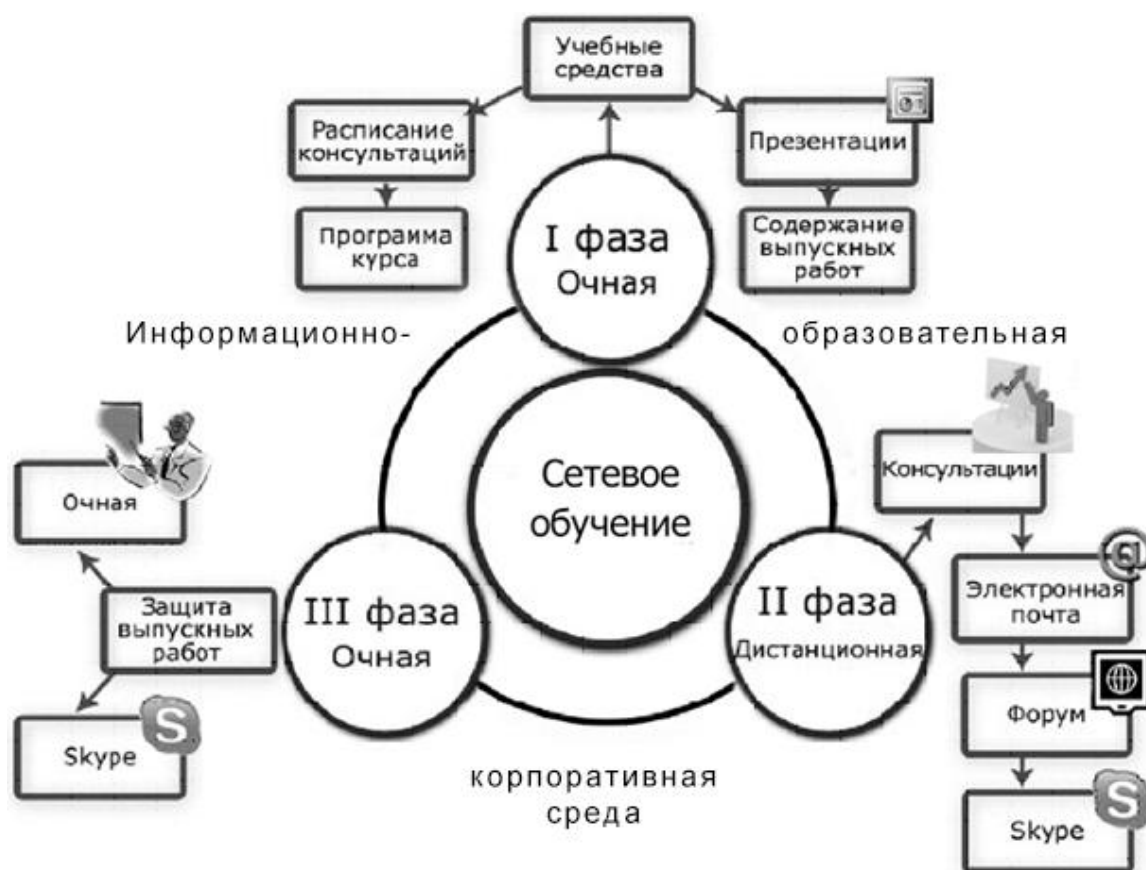 Учебные
средства
Расписание
консультаций
Презентации
Программа
курса
I фаза
Очная
Содержание
выпускных
работ
Информационно-
образовательная
Сетевое
обучение
Консультации
Очная
Электронная
почта
Защита
выпускных
работ
III фаза
Очная
II фаза
Дистанционная
Форум
Skype
Skype
корпоративная
среда